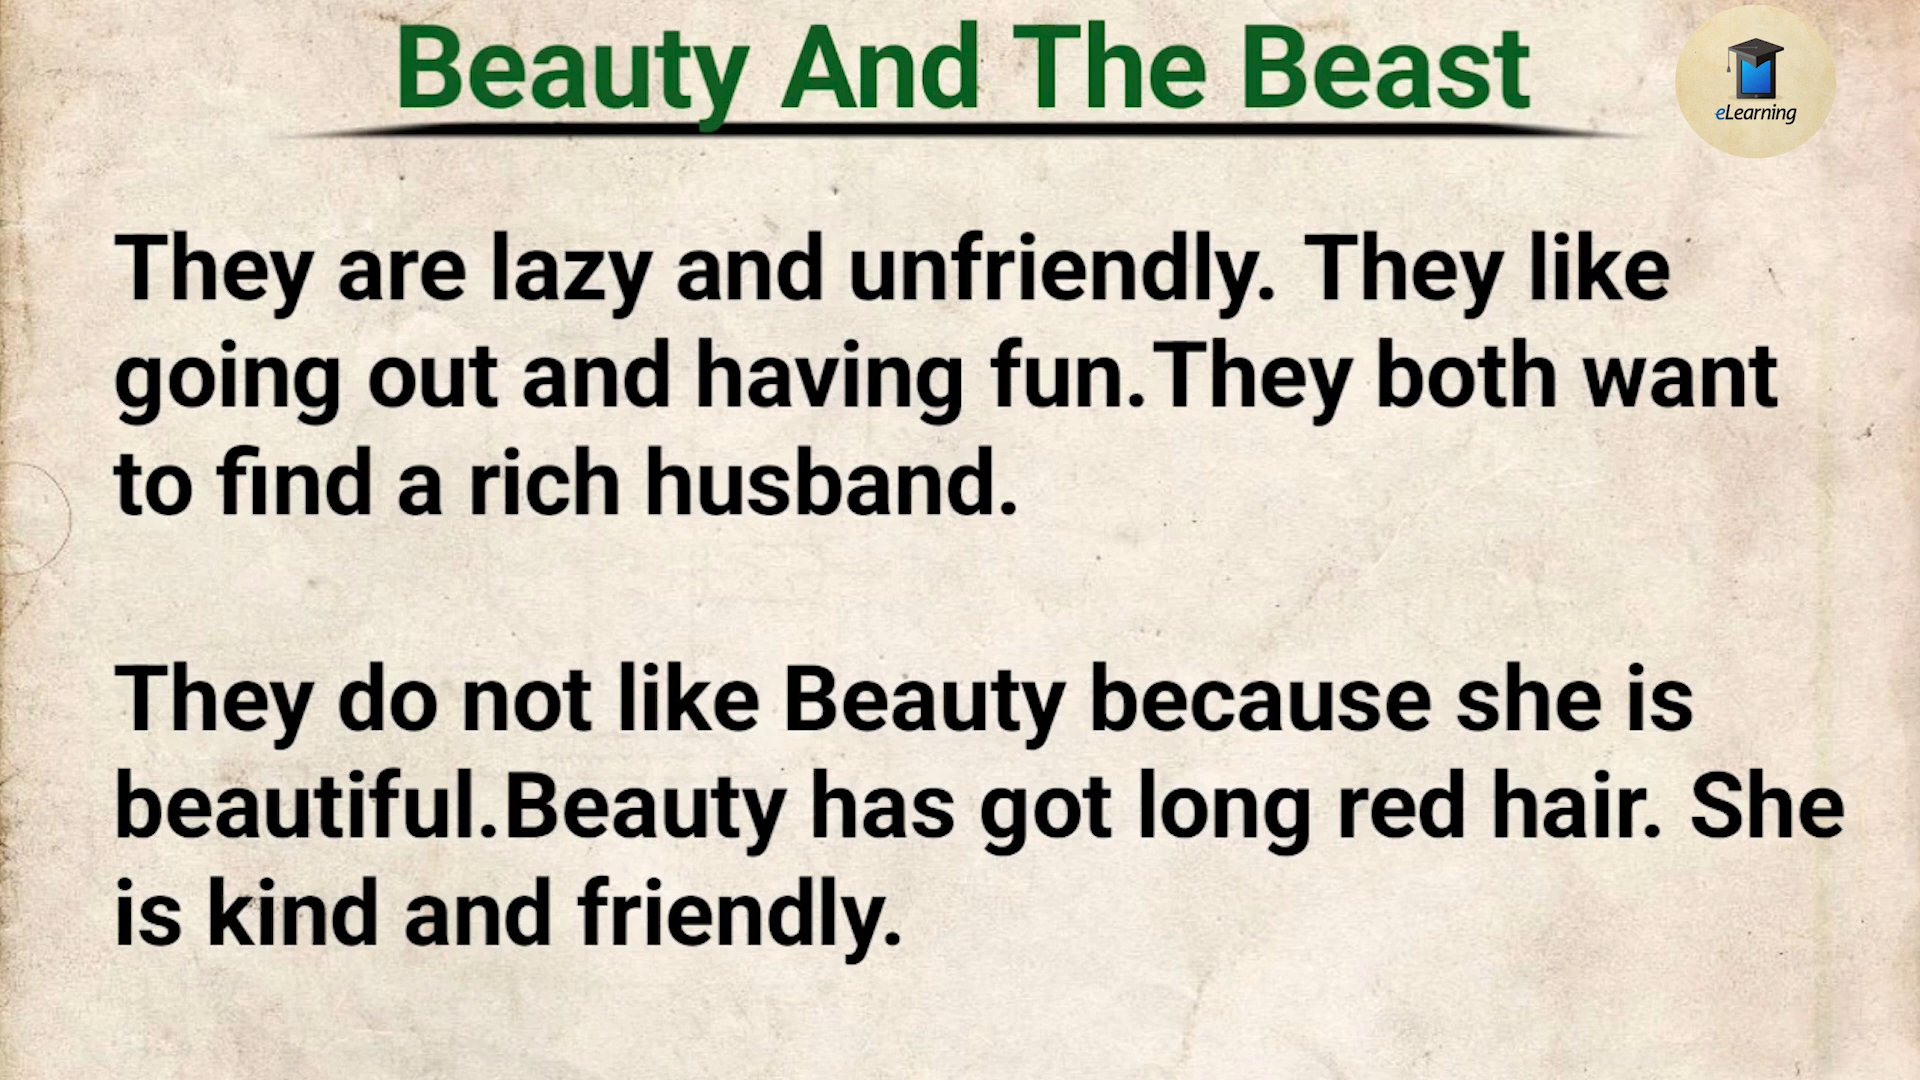 Beauty And The Beast
eLearning
They are lazy and unfriendly. They like
going out and having fun.They both want
to find a rich husband.
They do not like Beauty because she is
beautiful.Beauty has got long red hair. She
is kind and friendly.